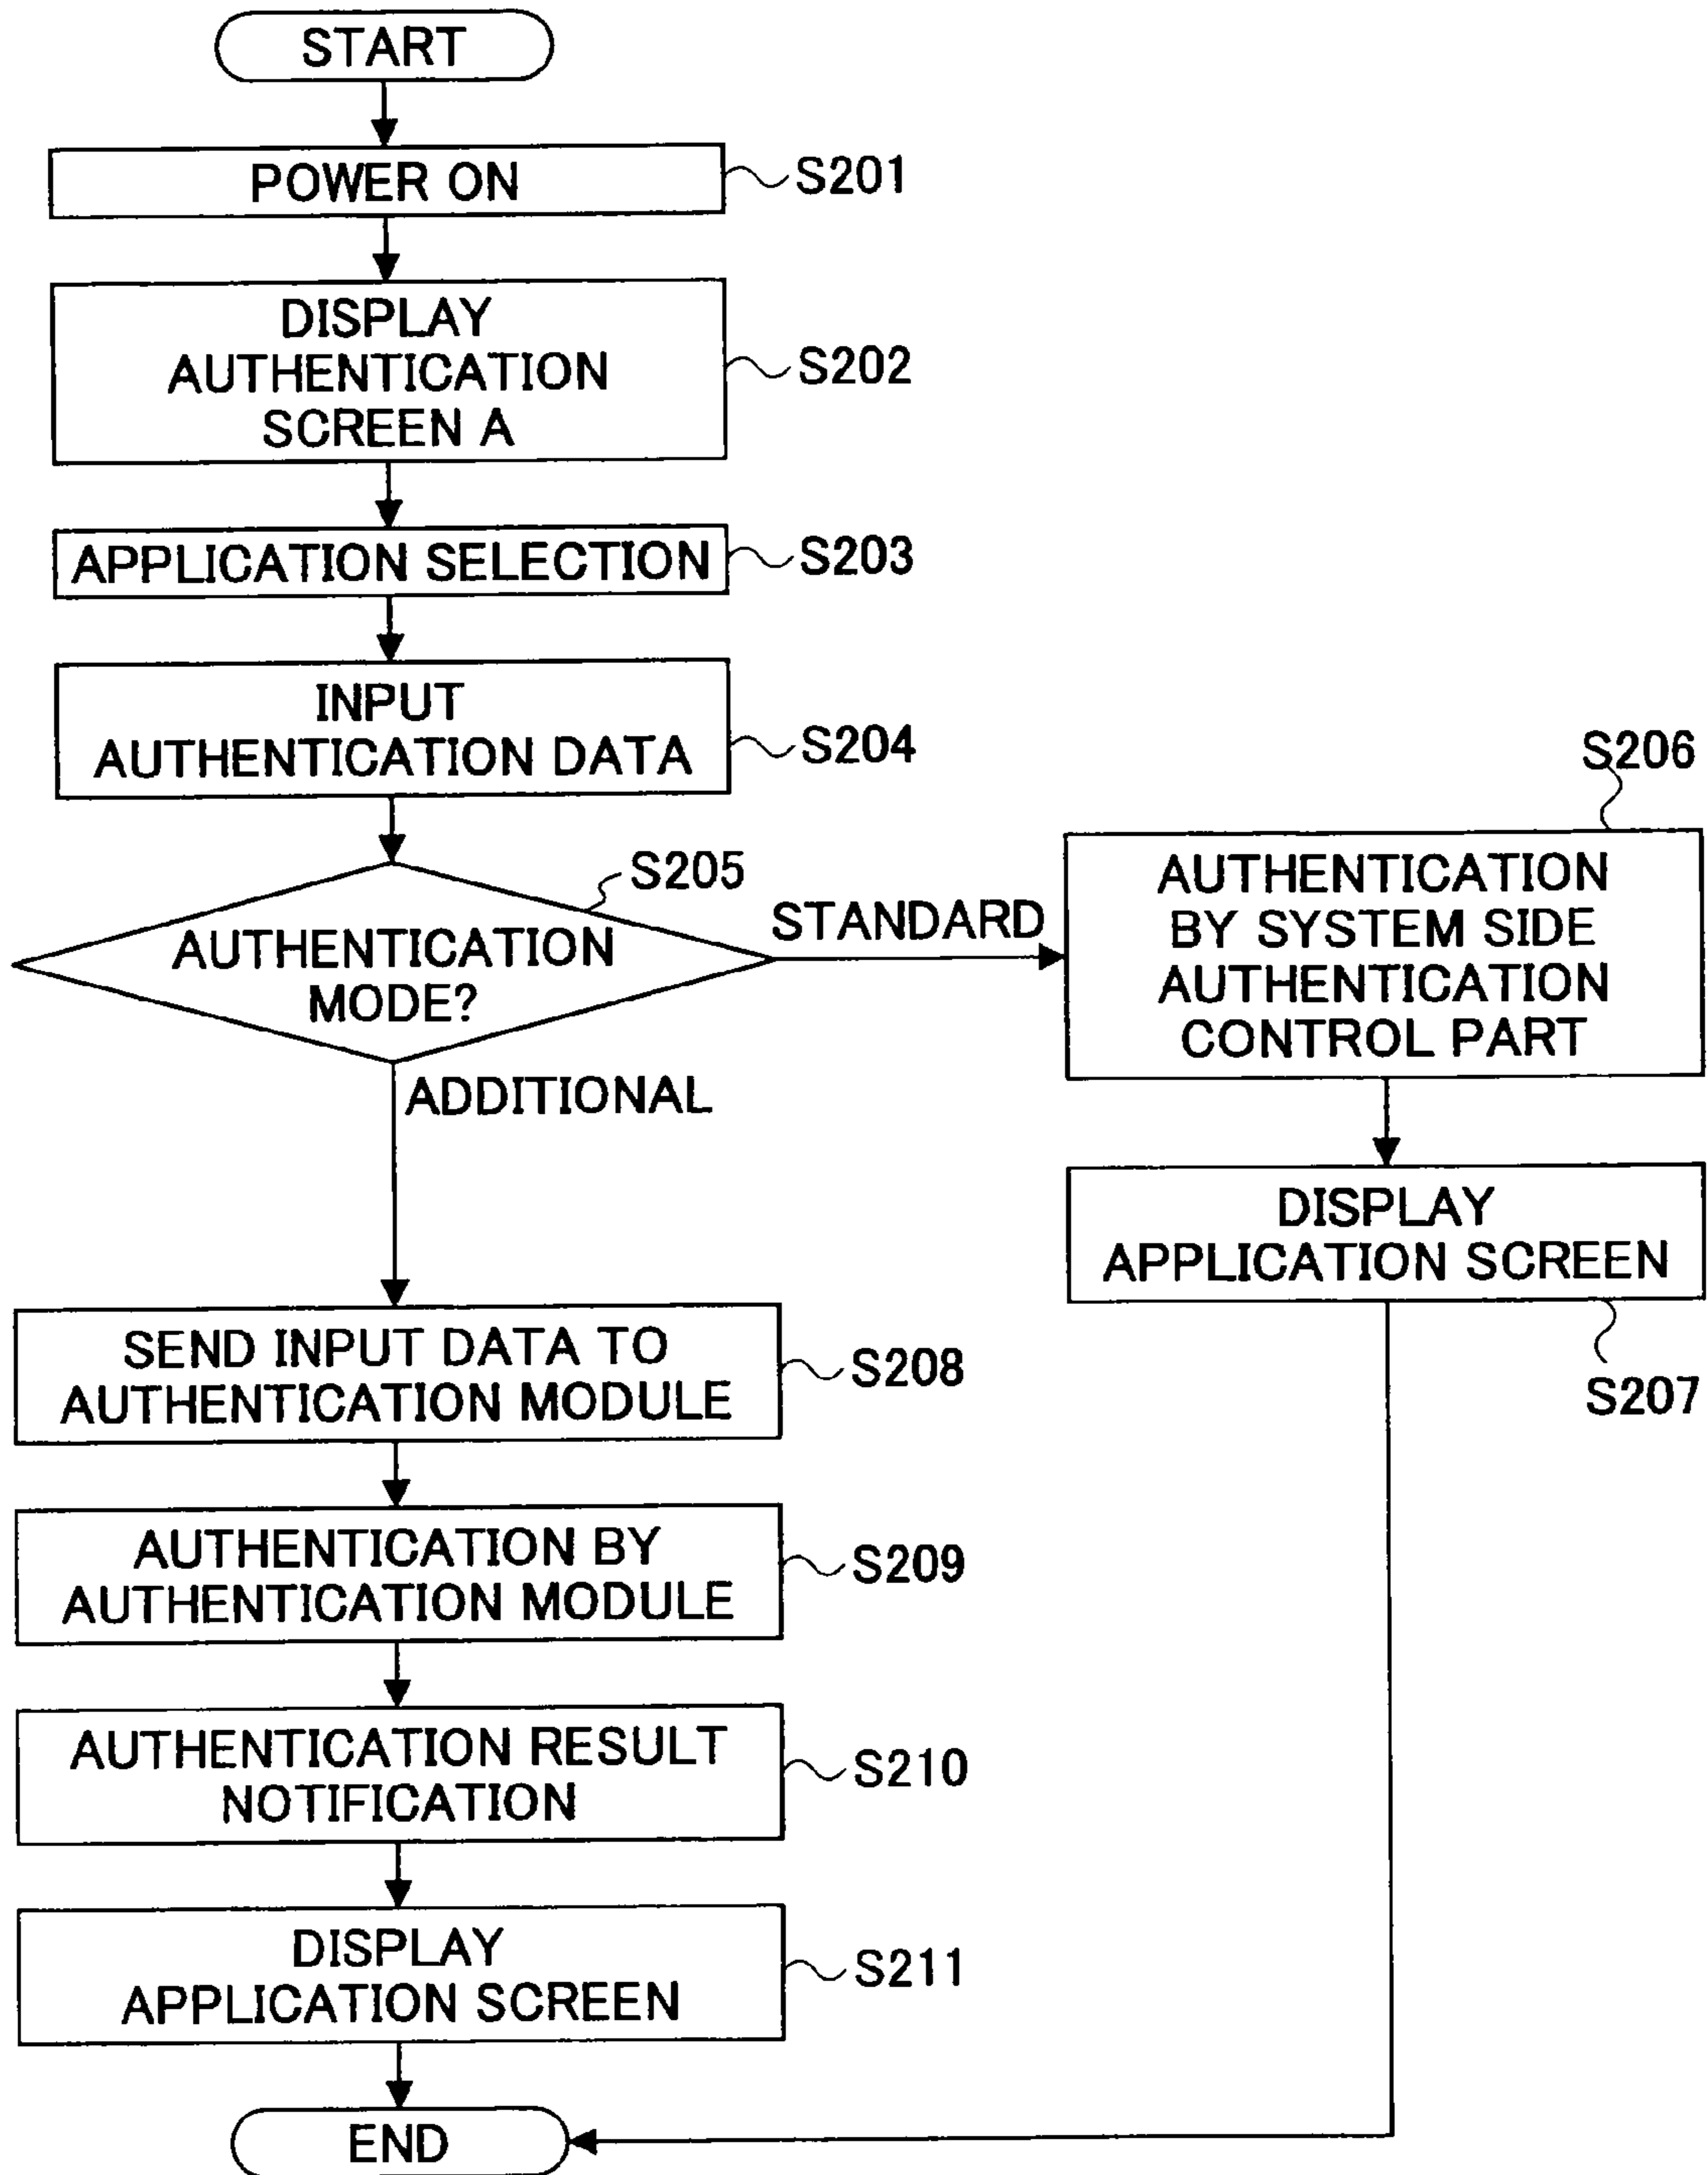 START
POWER ON
S201
DISPLAY
AUTHENTICATION
SCREEN A
S202
APPLICATION SELECTION
S203
INPUT
AUTHENTICATION DATA
S204
AUTHENTICATION
MODE?
S205
STANDARD
S206
AUTHENTICATION
BY SYSTEM SIDE
AUTHENTICATION
CONTROL PART
DISPLAY
APPLICATION SCREEN
S207
ADDITIONAL
SEND INPUT DATA TO
AUTHENTICATION MODULE
S208
AUTHENTICATION BY
AUTHENTICATION MODULE
S209
AUTHENTICATION RESULT
NOTIFICATION
S210
DISPLAY
APPLICATION SCREEN
S211
END